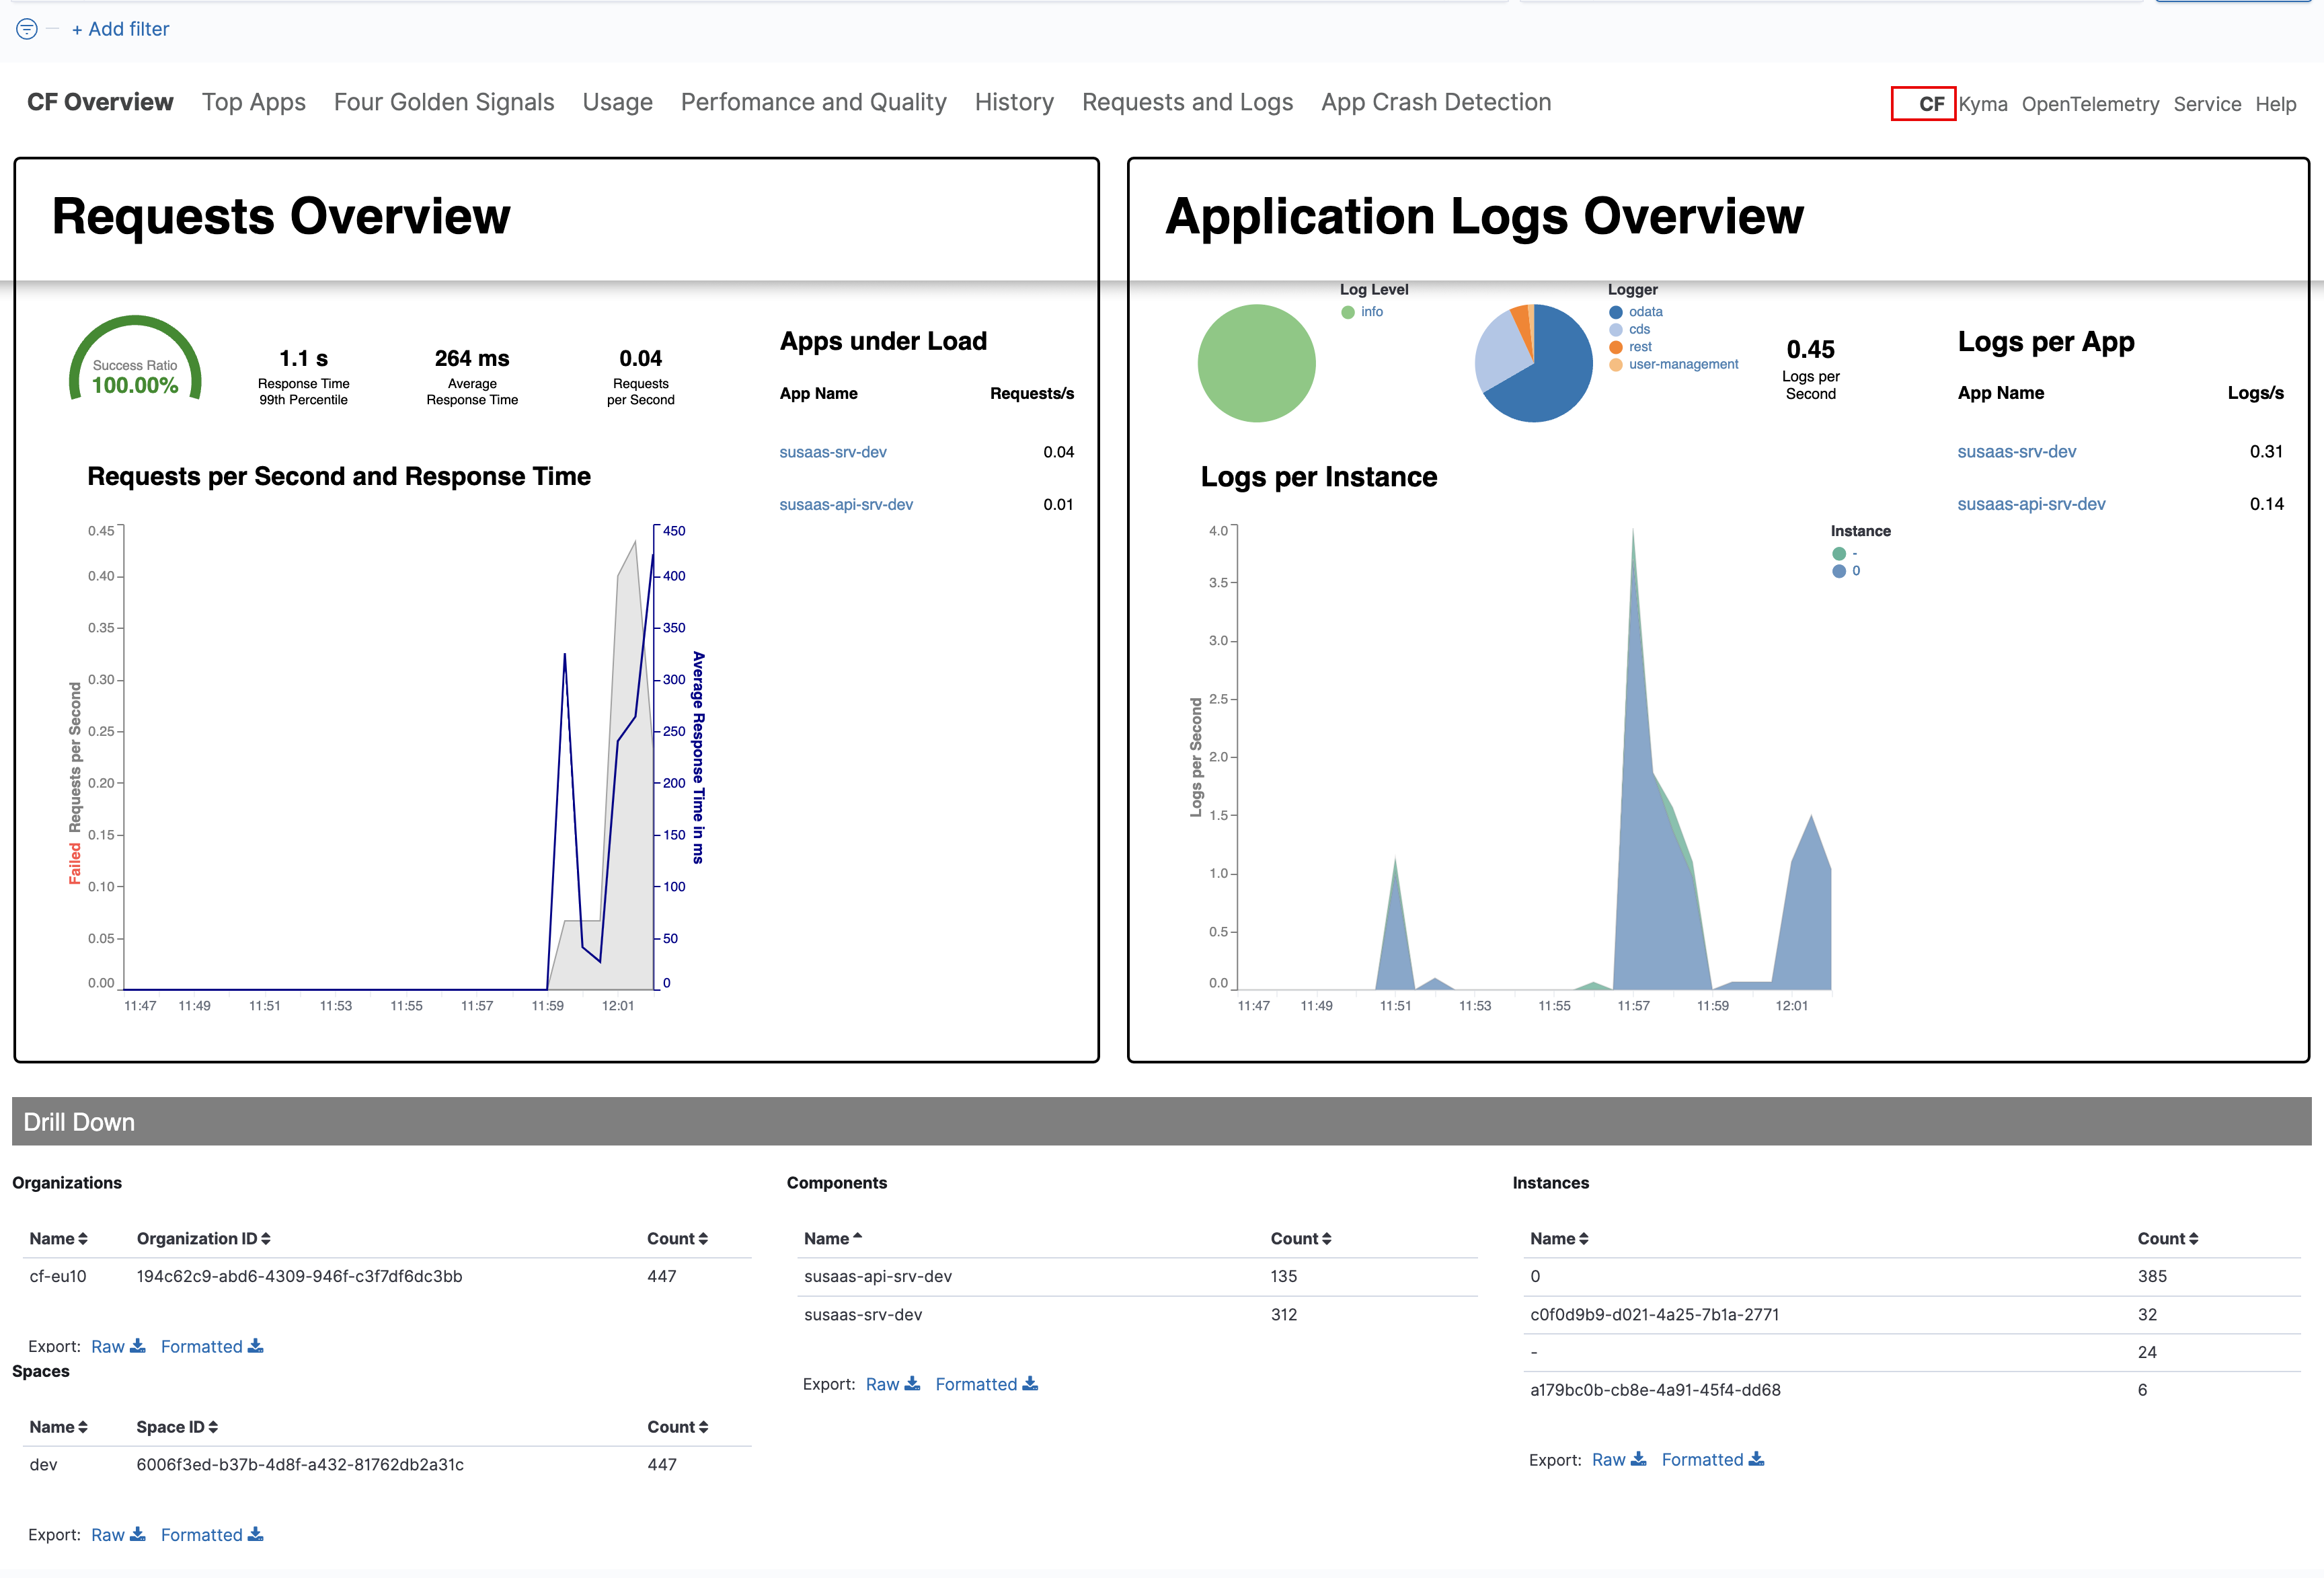 + Add filter
CF Overview Top Apps Four Golden Signals Usage Perfomance and Quality History Requests and Logs App Crash Detection
CF Kyma OpenTelemetry Service Help
Requests Overview
Success Ratio
100.00%
1.1 s
Response Time
99th Percentile
264 ms
Average
Response Time
0.04
Requests
per Second
Apps under Load
App Name Requests/s
susaas-srv-dev 0.04
susaas-api-srv-dev 0.01
Requests per Second and Response Time
0.45
0.40
0.35
0.30
0.25
0.20
0.15
0.10
0.05
0.00
Failed Requests per Second
450
400
350
300
250
200
150
100
50
0
Average Response Time in ms
11:47 11:49 11:51 11:53 11:55 11:57 11:59 12:01
Application Logs Overview
Log Level
info
Logger
odata
cds
rest
user-management
0.45
Logs per
Second
Logs per App
App Name Logs/s
susaas-srv-dev 0.31
susaas-api-srv-dev 0.14
Logs per Instance
4.0
3.5
3.0
2.5
2.0
1.5
1.0
0.5
0.0
Logs per Second
11:47 11:49 11:51 11:53 11:55 11:57 11:59 12:01
Instance
-
0
Drill Down
Organizations
Name Organization ID Count
cf-eu10 194c62c9-abd6-4309-946f-c3f7df6dc3bb 447
Export: Raw Formatted
Spaces
Name Space ID Count
dev 6006f3ed-b37b-4d8f-a432-81762db2a31c 447
Export: Raw Formatted
Components
Name Count
susaas-api-srv-dev 135
susaas-srv-dev 312
Export: Raw Formatted
Instances
Name Count
0 385
c0f0d9b9-d021-4a25-7b1a-2771 32
- 24
a179bc0b-cb8e-4a91-45f4-dd68 6
Export: Raw Formatted